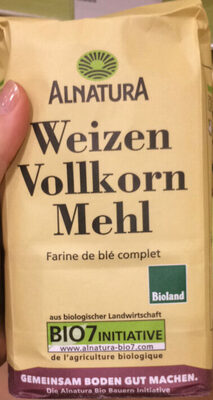 ALNATURA
Weizen
Vollkorn
Mehl
Farine de blé complet
Bioland
aus biologischer Landwirtschaft
BIO7 INITIATIVE
www.alnatura-bio7.com
de l'agriculture biologique
GEMEINSAM BODEN GUT MACHEN.
Die Alnatura Bio Bauern Initiative